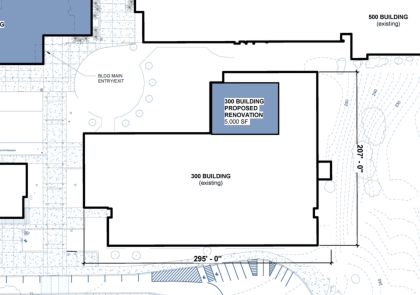 G
500 BUILDING
(existing)
BLDG MAIN
ENTRY/EXIT
300 BUILDING
PROPOSED
RENOVATION
5,000 SF
300 BUILDING
(existing)
207' - 0"
295' - 0"